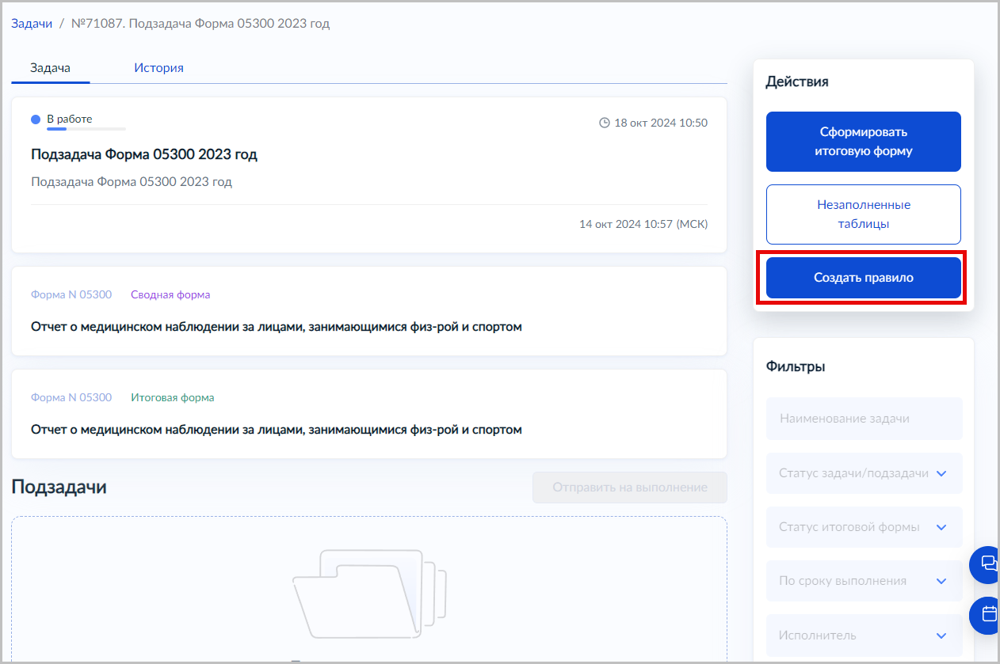 Задачи / №71087. Подзадача Форма 05300 2023 год
Задача
История
В работе
18 окт 2024 10:50
Подзадача Форма 05300 2023 год
Подзадача Форма 05300 2023 год
14 окт 2024 10:57 (МСК)
Форма N 05300 Сводная форма
Отчет о медицинском наблюдении за лицами, занимающимися физ-рой и спортом
Форма N 05300 Итоговая форма
Отчет о медицинском наблюдении за лицами, занимающимися физ-рой и спортом
Подзадачи
Отправить на выполнение
Действия
Сформировать
итоговую форму
Незаполненные
таблицы
Создать правило
Фильтры
Наименование задачи
Статус задачи/подзадачи
Статус итоговой формы
По сроку выполнения
Исполнитель